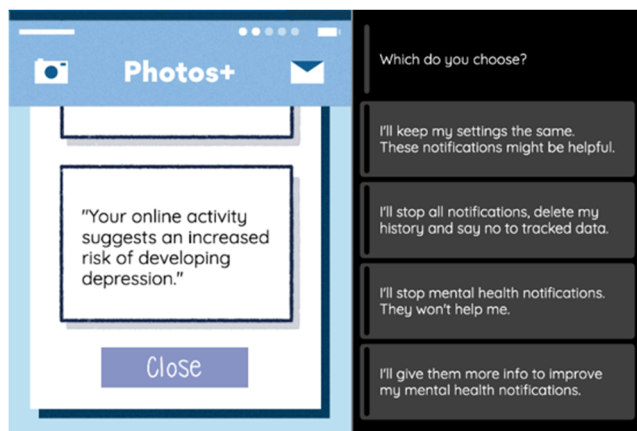 Photos+
"Your online activity
suggests an increased
risk of developing
depression."
Close
Which do you choose?
I'll keep my settings the same.
These notifications might be helpful.
I'll stop all notifications, delete my
history and say no to tracked data.
I'll stop mental health notifications.
They won't help me.
I'll give them more info to improve
my mental health notifications.